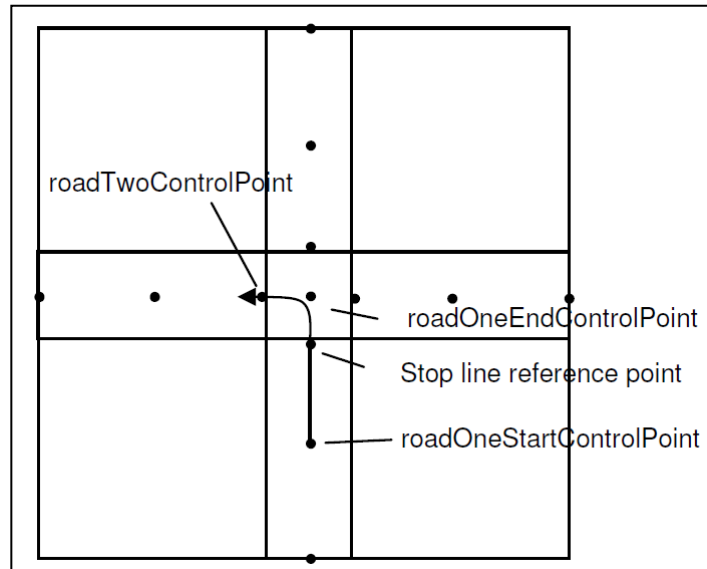 roadTwoControlPoint
roadOneEndControlPoint
Stop line reference point
roadOneStartControlPoint